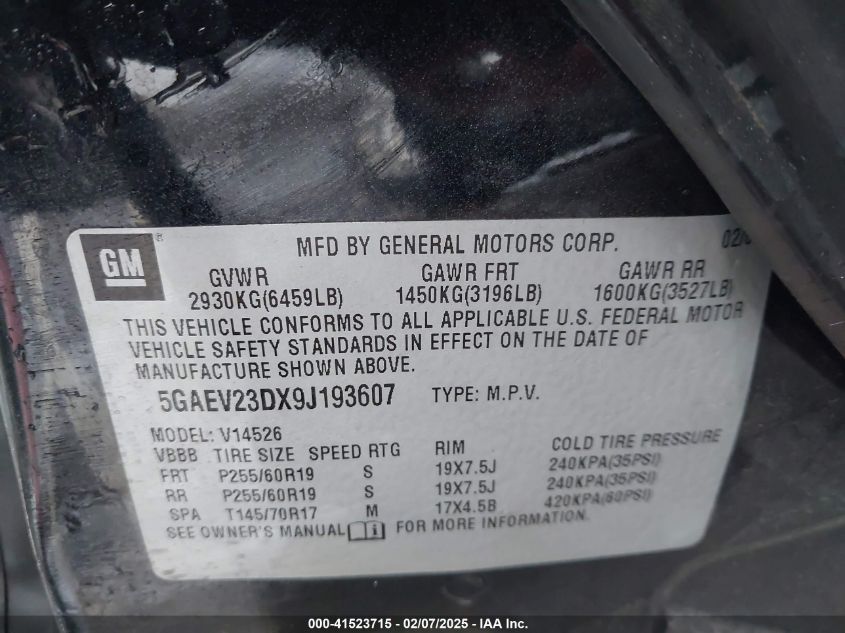 GM ®
MFD BY GENERAL MOTORS CORP. 02/
GVWR GAWR FRT GAWR RR
2930KG(6459LB) 1450KG(3196LB) 1600KG(3527LB)
THIS VEHICLE CONFORMS TO ALL APPLICABLE U.S. FEDERAL MOTOR
VEHICLE SAFETY STANDARDS IN EFFECT ON THE DATE OF
MANUFACTURE SHOWN ABOVE.
5GAEV23DX9J193607 TYPE: M.P.V.
MODEL: V14526
VBBB TIRE SIZE SPEED RTG RIM COLD TIRE PRESSURE
FRT P255/60R19 S 19X7.5J 240KPA(35PSI)
RR P255/60R19 S 19X7.5J 240KPA(35PSI)
SPA T145/70R17 M 17X4.5B 420KPA(60PSI)
SEE OWNER'S MANUAL i FOR MORE INFORMATION.
000-41523715 - 02/07/2025 - IAA Inc.